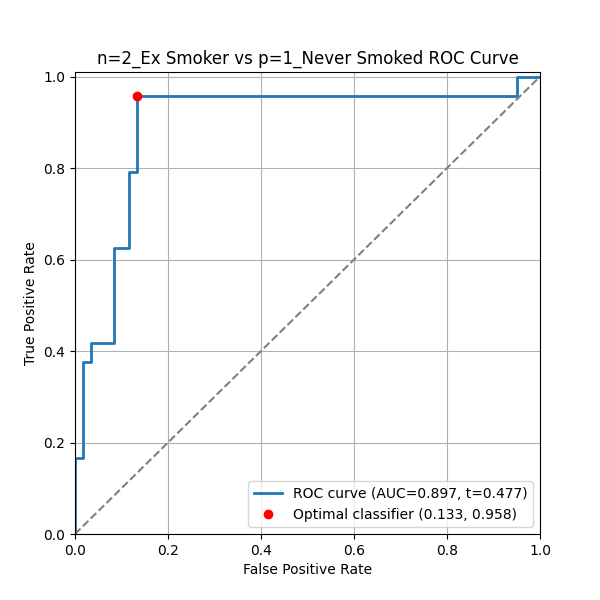 n=2_Ex Smoker vs p=1_Never Smoked ROC Curve
1.0
0.8
0.6
0.4
0.2
0.0
True Positive Rate
ROC curve (AUC=0.897, t=0.477)
Optimal classifier (0.133, 0.958)
0.0 0.2 0.4 0.6 0.8 1.0
False Positive Rate